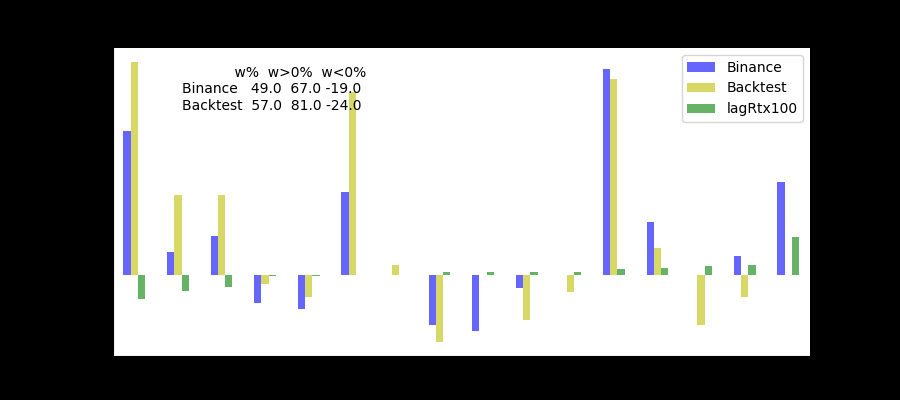 w%  w>0%  w<0%
Binance   49.0  67.0 -19.0
Backtest  57.0  81.0 -24.0
Binance
Backtest
lagRtx100